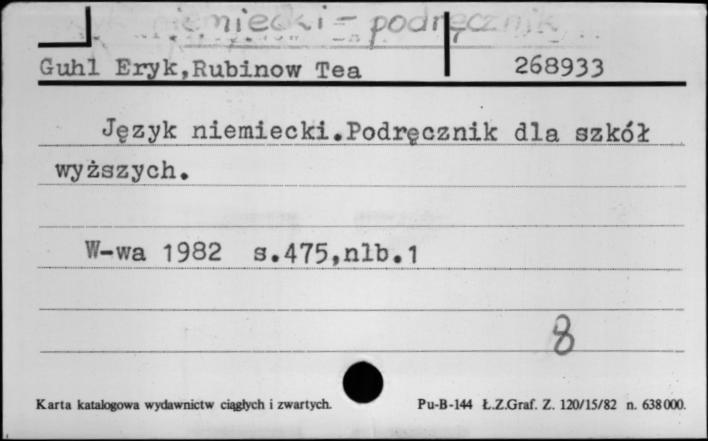 niemiecki - podręcznik
Guhl Eryk,Rubinow Tea 268933
Język niemiecki.Podręcznik dla szkół
wyższych.
W-wa 1982 s.475,nlb.1
8
Karta katalogowa wydawnictw ciągłych i zwartych. Pu-B-144 Ł.Z.Graf. Z. 120/15/82 n. 638000.